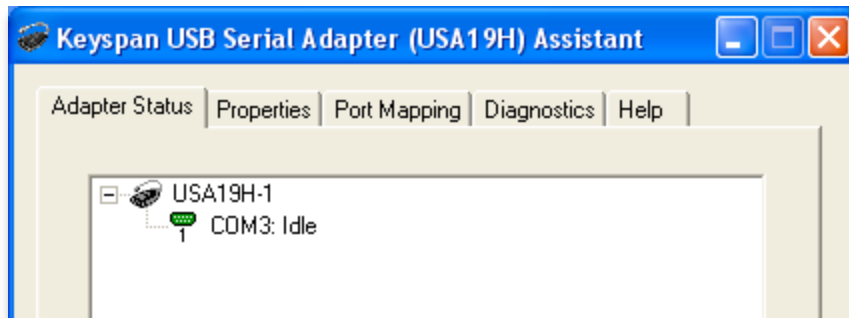 Keyspan USB Serial Adapter (USA19H) Assistant
Adapter Status Properties Port Mapping Diagnostics Help
USA19H-1
COM3: Idle
1